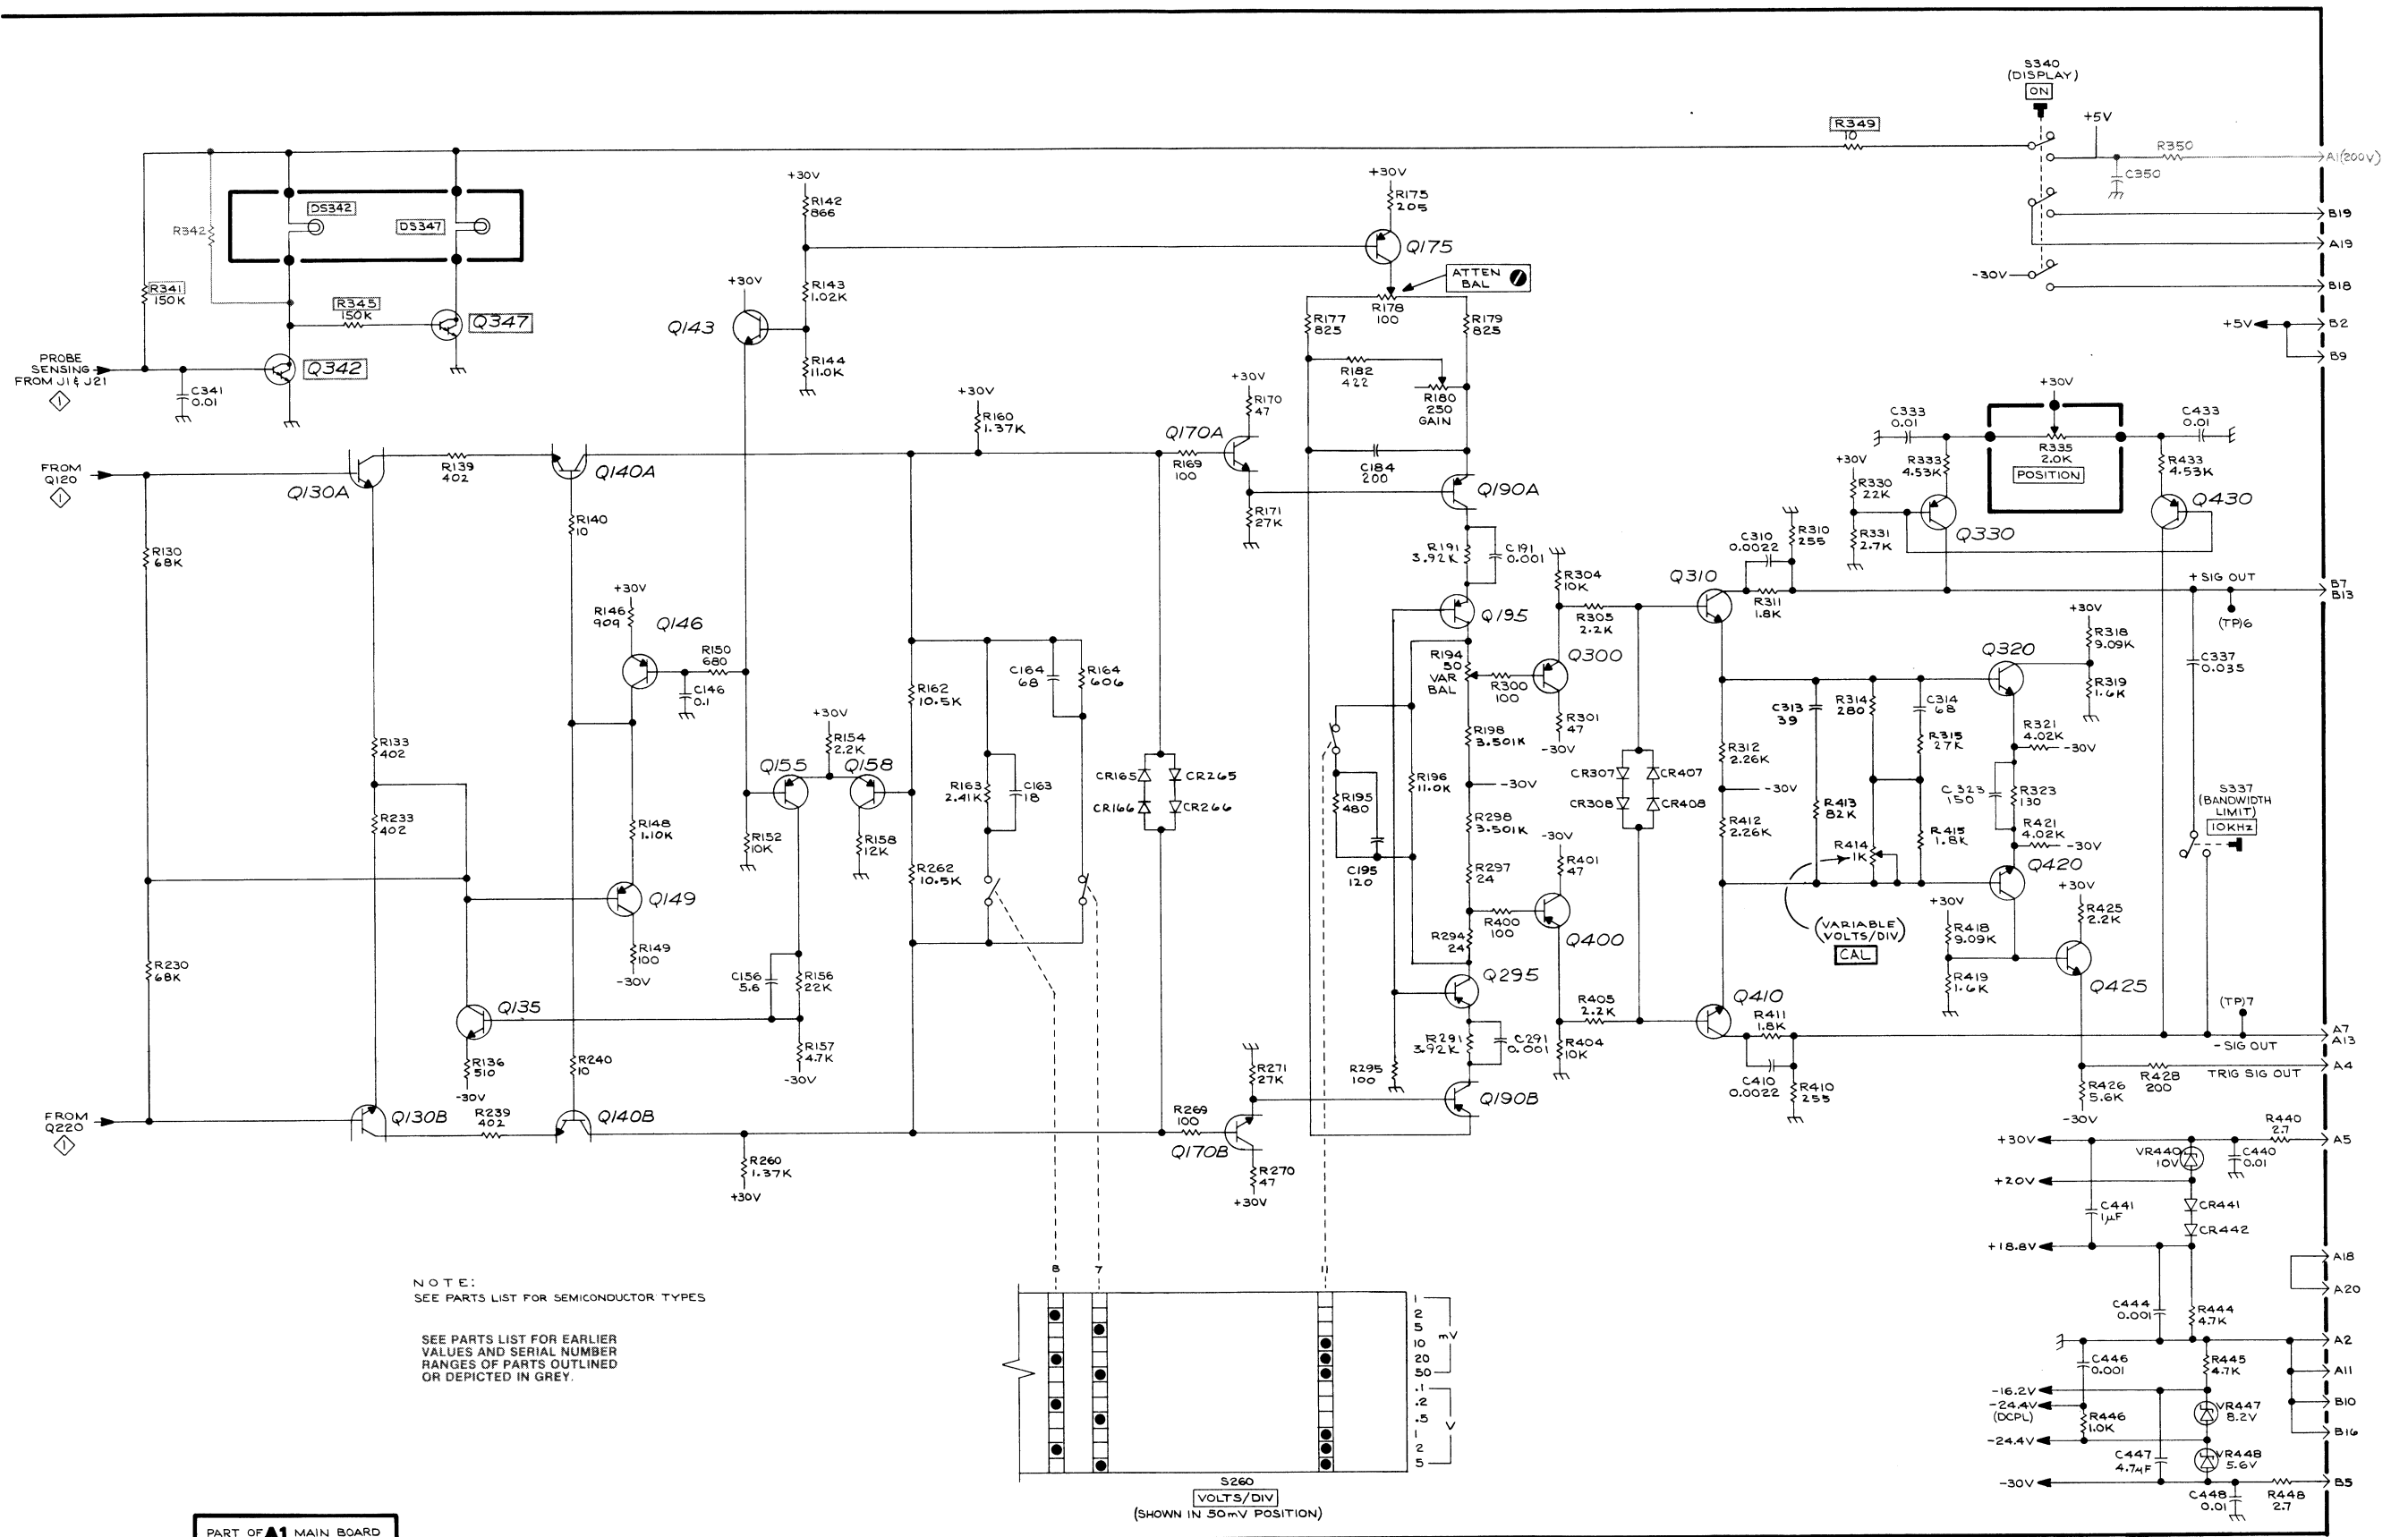 S340
(DISPLAY)
ON
+5V
R349
10
R350
A1(200V)
C350
B19
A19
-30V
B18
+5V
B2
B9
R342
DS342
DS347
R341
150K
R345
150K
Q347
Q342
PROBE
SENSING
FROM J1 & J21
1
C341
0.01
+30V
R142
866
+30V
R143
1.02K
Q143
R144
11.0K
+30V
R175
205
Q175
ATTEN
BAL
R178
100
R177
825
R179
825
R182
422
R180
250
GAIN
C184
200
+30V
R170
47
Q170A
R169
100
R171
27K
Q190A
+30V
R160
1.37K
FROM
Q120
1
Q130A
R139
402
Q140A
R140
10
R130
68K
R191
3.92K
C191
0.001
+30V
R146
909
Q146
R150
680
C146
0.1
R133
402
R233
402
R148
1.10K
Q149
R149
100
-30V
R230
68K
Q135
R136
510
-30V
R240
10
FROM
Q220
1
Q130B
R239
402
Q140B
R260
1.37K
+30V
+30V
R154
2.2K
Q155
Q158
R152
10K
R158
12K
C156
5.6
R156
22K
R157
4.7K
-30V
R162
10.5K
R262
10.5K
C164
68
R164
606
R163
2.41K
C163
18
CR165
CR265
CR166
CR266
Q195
R194
50
VAR
BAL
R300
100
R304
10K
R305
2.2K
Q300
R301
47
-30V
R198
3.501K
-30V
R196
11.0K
R195
480
C195
120
R298
3.501K
R297
24
R294
24
R400
100
-30V
R401
47
Q400
Q295
R405
2.2K
R404
10K
R291
3.92K
C291
0.001
R295
100
R271
27K
Q190B
R269
100
Q170B
R270
47
+30V
CR307
CR407
CR308
CR408
Q310
C310
0.0022
R310
255
R311
1.8K
R312
2.26K
-30V
R412
2.26K
C313
39
R314
280
C314
68
R315
27K
R413
82K
R414
1K
R415
1.8K
(VARIABLE
VOLTS/DIV)
CAL
Q410
R411
1.8K
C410
0.0022
R410
255
+30V
R330
22K
R331
2.7K
C333
0.01
R333
4.53K
Q330
+30V
R335
2.0K
POSITION
C433
0.01
R433
4.53K
Q430
+ SIG OUT
B7
B13
(TP)6
+30V
R318
9.09K
Q320
R319
1.6K
R321
4.02K
-30V
C323
150
R323
130
R421
4.02K
-30V
Q420
C337
0.035
S337
(BANDWIDTH
LIMIT)
10KHz
+30V
R418
9.09K
R419
1.6K
+30V
R425
2.2K
Q425
(TP)7
- SIG OUT
A7
A13
TRIG SIG OUT
A4
R428
200
R426
5.6K
-30V
+30V
R440
2.7
A5
VR440
10V
C440
0.01
+20V
C441
1µF
CR441
CR442
+18.8V
A18
A20
C444
0.001
R444
4.7K
A2
C446
0.001
R445
4.7K
A11
-16.2V
-24.4V
(DCPL)
R446
1.0K
VR447
8.2V
B10
-24.4V
B16
C447
4.7µF
VR448
5.6V
-30V
C448
0.01
R448
2.7
B5
NOTE:
SEE PARTS LIST FOR SEMICONDUCTOR TYPES
SEE PARTS LIST FOR EARLIER
VALUES AND SERIAL NUMBER
RANGES OF PARTS OUTLINED
OR DEPICTED IN GREY.
8
7
11
1
2
5
10
20
50
mV
.1
.2
.5
1
2
5
V
S260
VOLTS/DIV
(SHOWN IN 50mV POSITION)
PART OF A1 MAIN BOARD